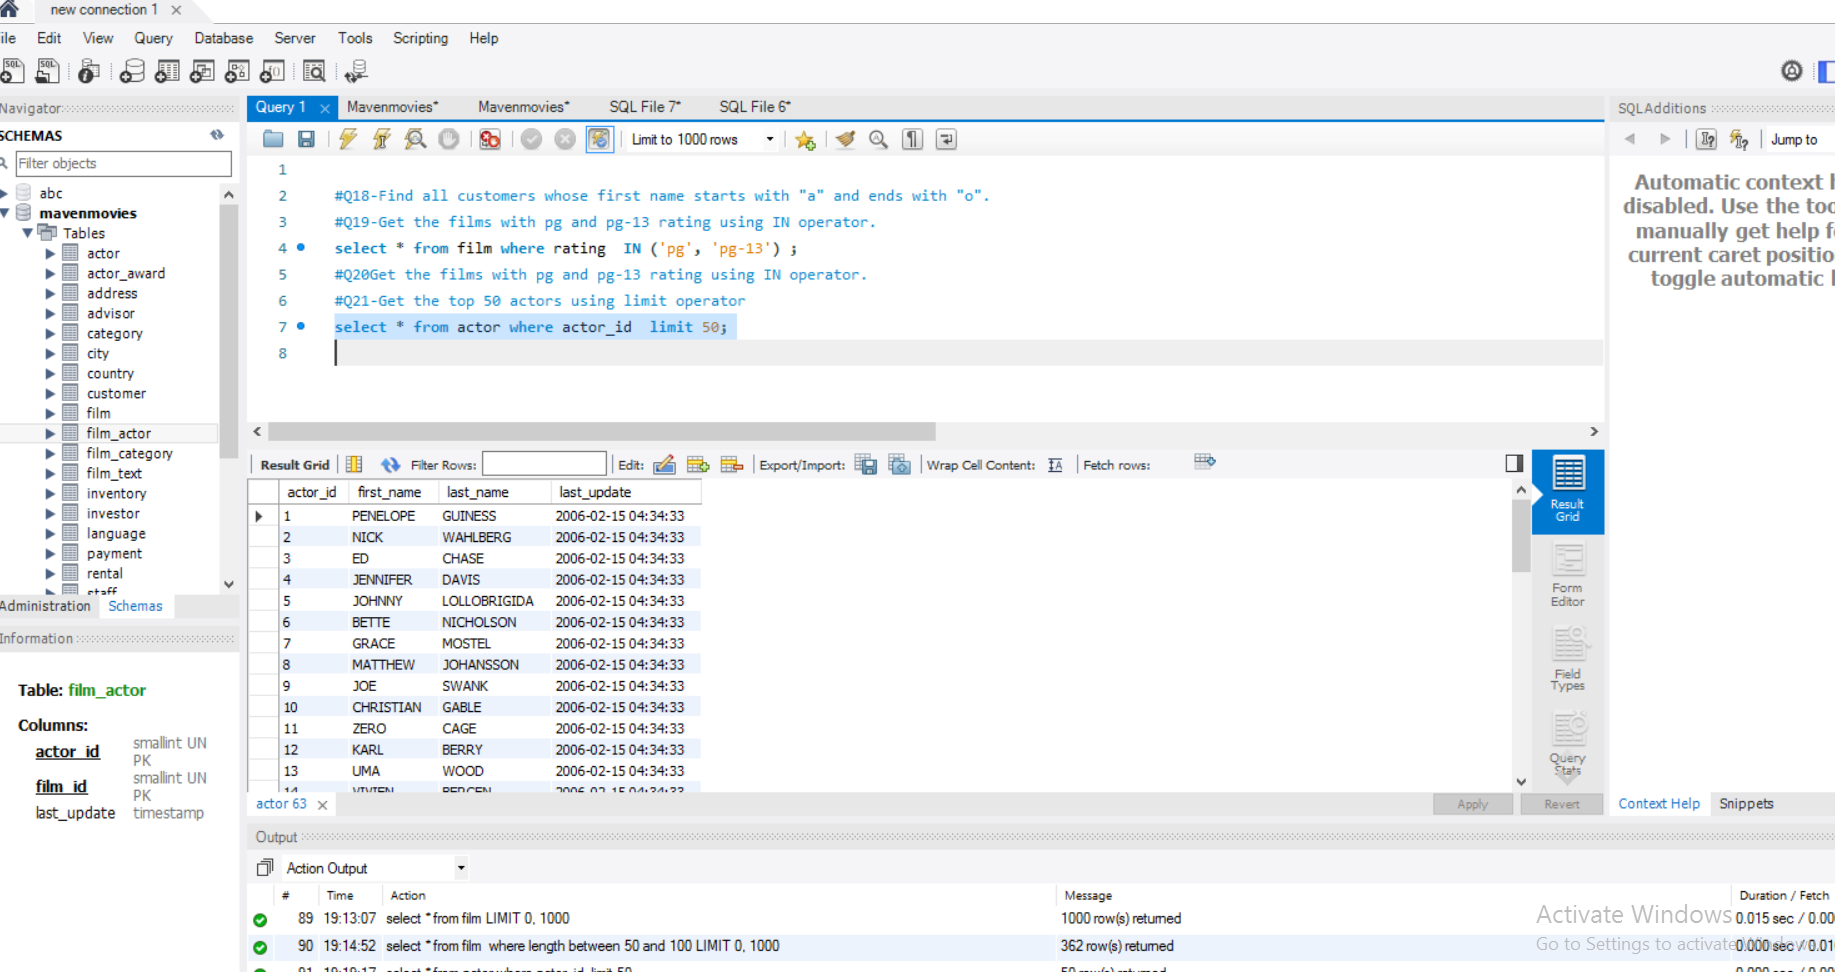 new connection 1
File Edit View Query Database Server Tools Scripting Help
Navigator
SCHEMAS
Filter objects
abc
mavenmovies
Tables
actor
actor_award
address
advisor
category
city
country
customer
film
film_actor
film_category
film_text
inventory
investor
language
payment
rental
staff
Administration Schemas
Information
Table: film_actor
Columns:
actor_id smallint UN PK
film_id smallint UN PK
last_update timestamp
Query 1 Mavenmovies* Mavenmovies* SQL File 7* SQL File 6*
Limit to 1000 rows
1
2 #Q18-Find all customers whose first name starts with "a" and ends with "o".
3 #Q19-Get the films with pg and pg-13 rating using IN operator.
4 select * from film where rating  IN ('pg', 'pg-13') ;
5 #Q20Get the films with pg and pg-13 rating using IN operator.
6 #Q21-Get the top 50 actors using limit operator
7 select * from actor where actor_id  limit 50;
8
Result Grid Filter Rows: Edit: Export/Import: Wrap Cell Content: Fetch rows:
actor_id first_name last_name last_update
1 PENELOPE GUINESS 2006-02-15 04:34:33
2 NICK WAHLBERG 2006-02-15 04:34:33
3 ED CHASE 2006-02-15 04:34:33
4 JENNIFER DAVIS 2006-02-15 04:34:33
5 JOHNNY LOLLOBRIGIDA 2006-02-15 04:34:33
6 BETTE NICHOLSON 2006-02-15 04:34:33
7 GRACE MOSTEL 2006-02-15 04:34:33
8 MATTHEW JOHANSSON 2006-02-15 04:34:33
9 JOE SWANK 2006-02-15 04:34:33
10 CHRISTIAN GABLE 2006-02-15 04:34:33
11 ZERO CAGE 2006-02-15 04:34:33
12 KARL BERRY 2006-02-15 04:34:33
13 UMA WOOD 2006-02-15 04:34:33
14 VIVIEN BERGEN 2006-02-15 04:34:33
Result Grid
Form Editor
Field Types
Query Stats
actor 63 Apply Revert
SQLAdditions
Jump to
Automatic context
disabled. Use the
manually get help
current caret
toggle automatic
Context Help Snippets
Output
Action Output
# Time Action Message Duration / Fetch
89 19:13:07 select * from film LIMIT 0, 1000 1000 row(s) returned 0.015 sec / 0.00
90 19:14:52 select * from film  where length between 50 and 100 LIMIT 0, 1000 362 row(s) returned 0.000 sec / 0.01
91 19:19:17 select * from actor where actor_id limit 50 50 row(s) returned
Activate Windows
Go to Settings to activate Windows.